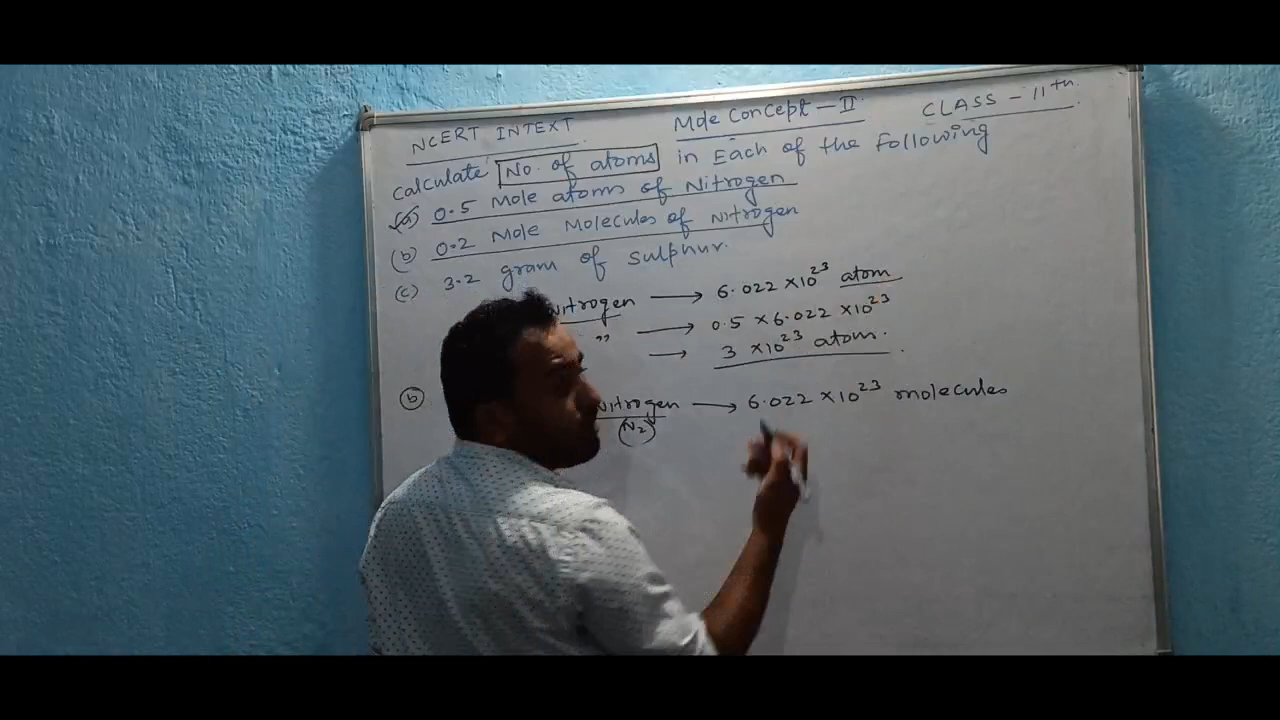 NCERT INTEXT Mole Concept - II CLASS - 11th.
Calculate No. of atoms in Each of the Following
(a) 0.5 Mole atoms of Nitrogen
(b) 0.2 Mole Molecules of Nitrogen
(c) 3.2 gram of sulphur.
Nitrogen → 6.022 × 10²³ atom
" → 0.5 × 6.022 × 10²³
→ 3 × 10²³ atom.
(b) Nitrogen → 6.022 × 10²³ molecules
(N₂)